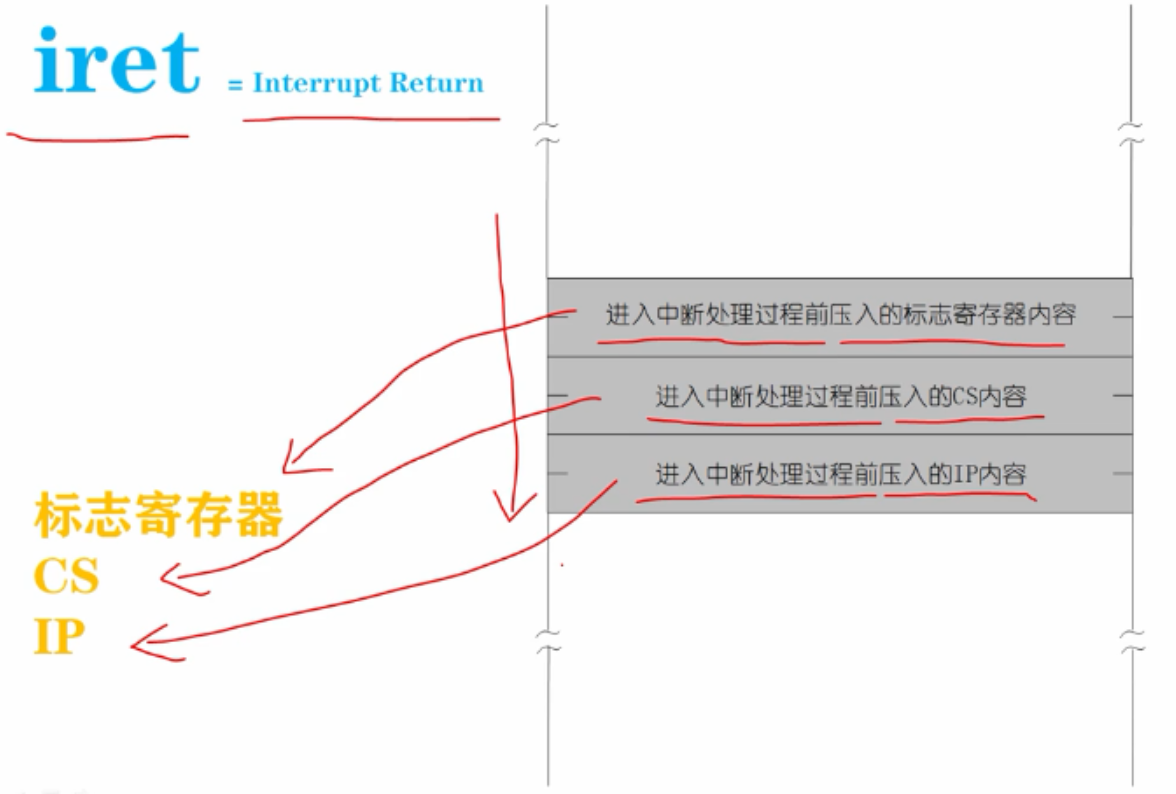 iret = Interrupt Return
进入中断处理过程前压入的标志寄存器内容
进入中断处理过程前压入的CS内容
进入中断处理过程前压入的IP内容
标志寄存器
CS
IP